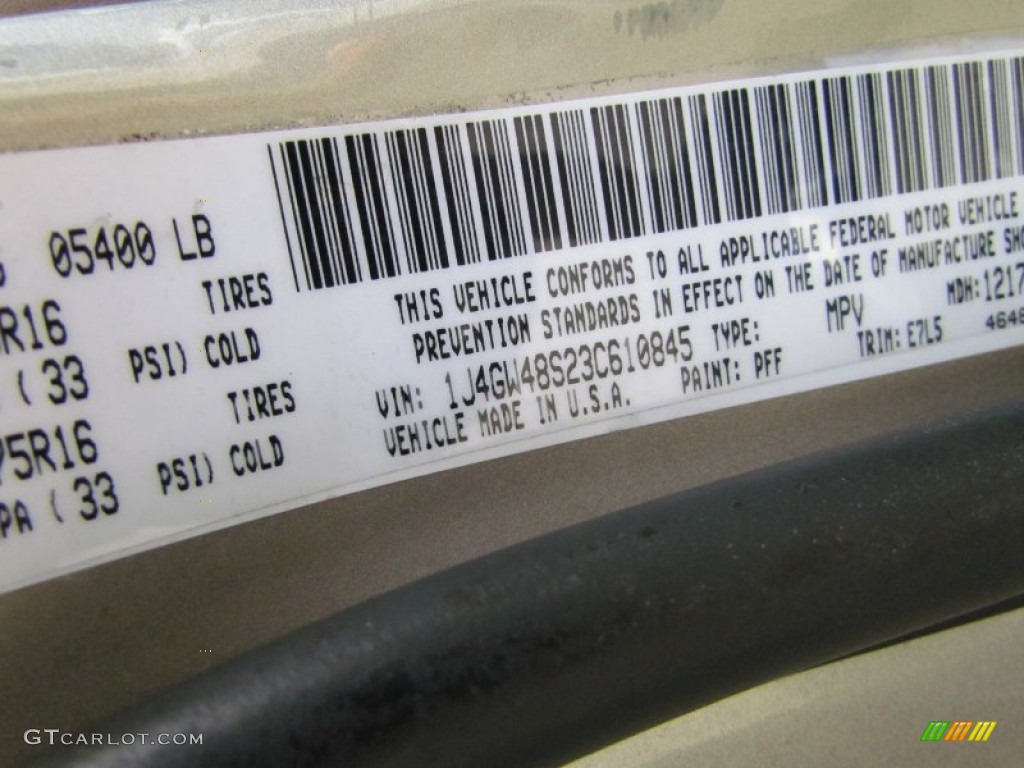 05400 LB
R16 TIRES
(33 PSI) COLD
5R16 TIRES
PA (33 PSI) COLD
THIS VEHICLE CONFORMS TO ALL APPLICABLE FEDERAL MOTOR VEHICLE
PREVENTION STANDARDS IN EFFECT ON THE DATE OF MANUFACTURE
VIN: 1J4GW48S23C610845 TYPE: MPV MDH:1217
VEHICLE MADE IN U.S.A. PAINT: PFF TRIM: E7L5 4648
GTCARLOT.COM